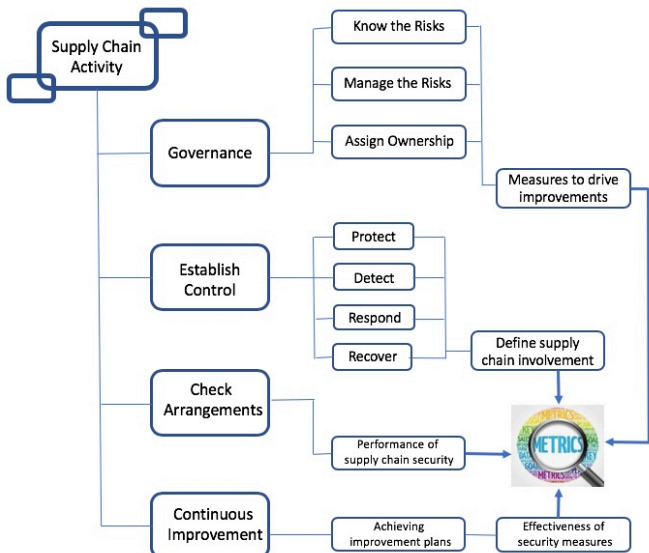 Supply Chain
Activity
Know the Risks
Manage the Risks
Assign Ownership
Governance
Measures to drive
improvements
Protect
Detect
Respond
Recover
Establish
Control
Define supply
chain involvement
Check
Arrangements
Performance of
supply chain security
METRICS
METRICS
METRICS
Continuous
Improvement
Achieving
improvement plans
Effectiveness of
security measures